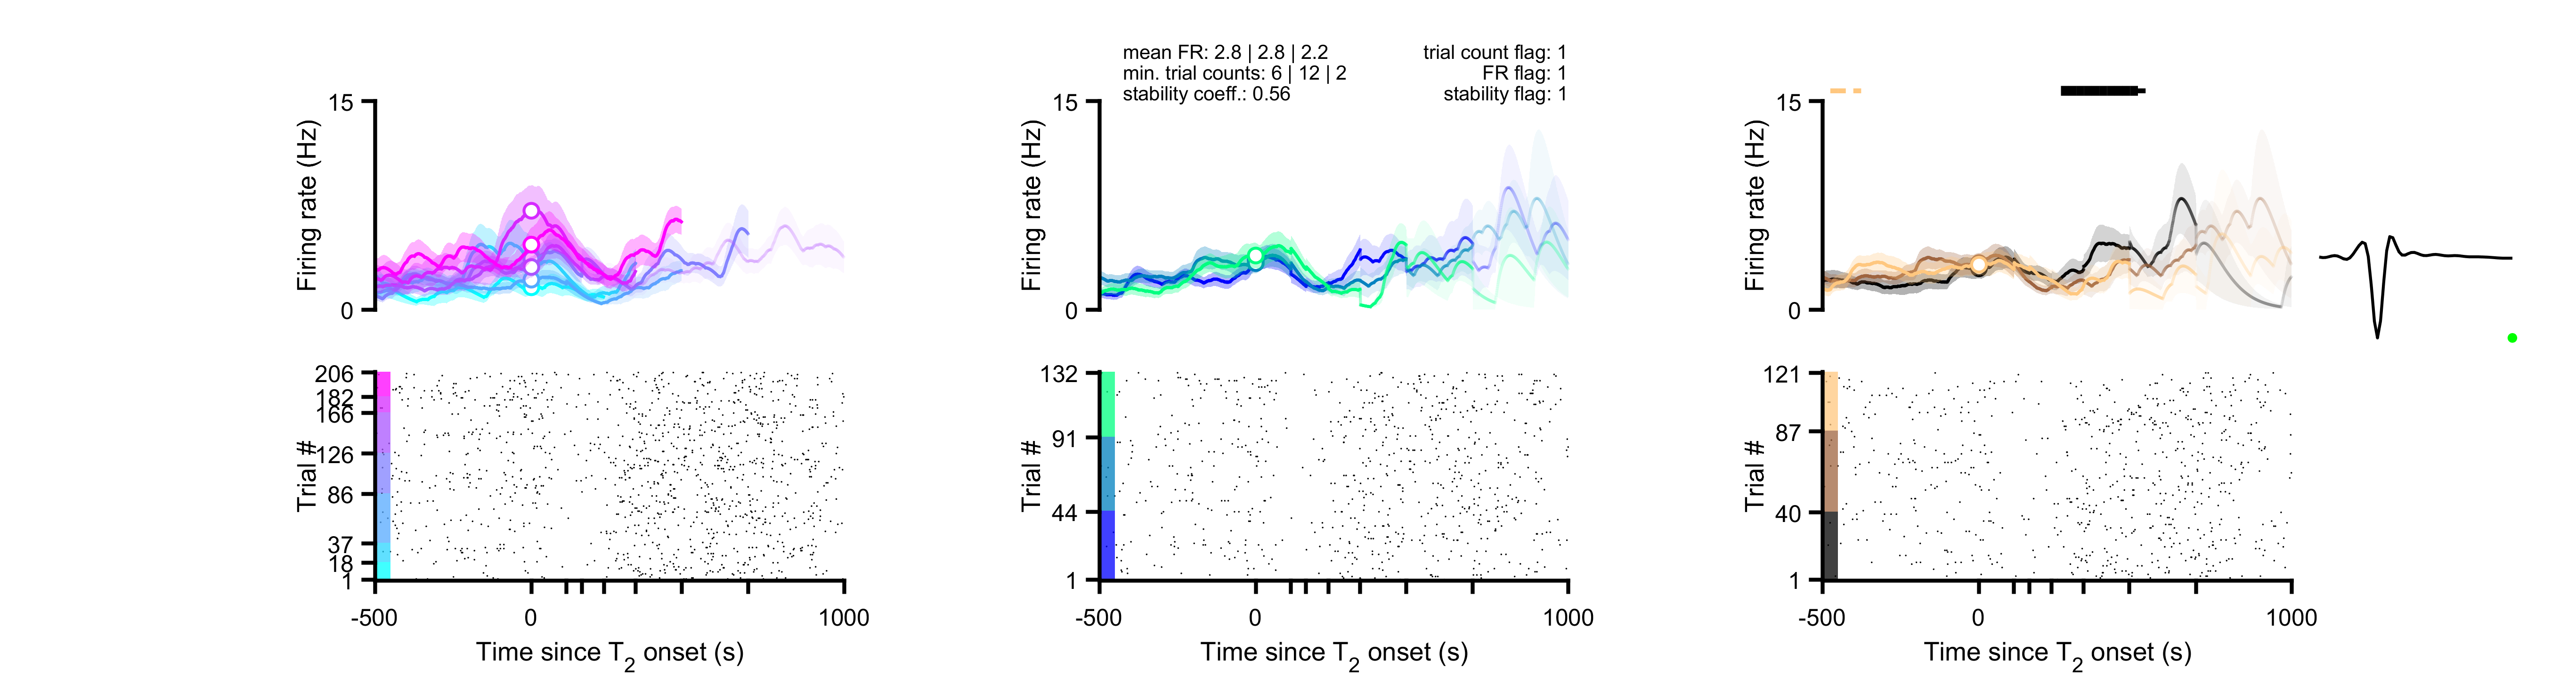 mean FR: 2.8 | 2.8 | 2.2
min. trial counts: 6 | 12 | 2
stability coeff.: 0.56
trial count flag: 1
FR flag: 1
stability flag: 1
15
Firing rate (Hz)
0
206
182
166
126
86
37
18
1
Trial #
-500
0
1000
Time since T2 onset (s)
15
Firing rate (Hz)
0
132
91
44
1
Trial #
-500
0
1000
Time since T2 onset (s)
15
Firing rate (Hz)
0
121
87
40
1
Trial #
-500
0
1000
Time since T2 onset (s)